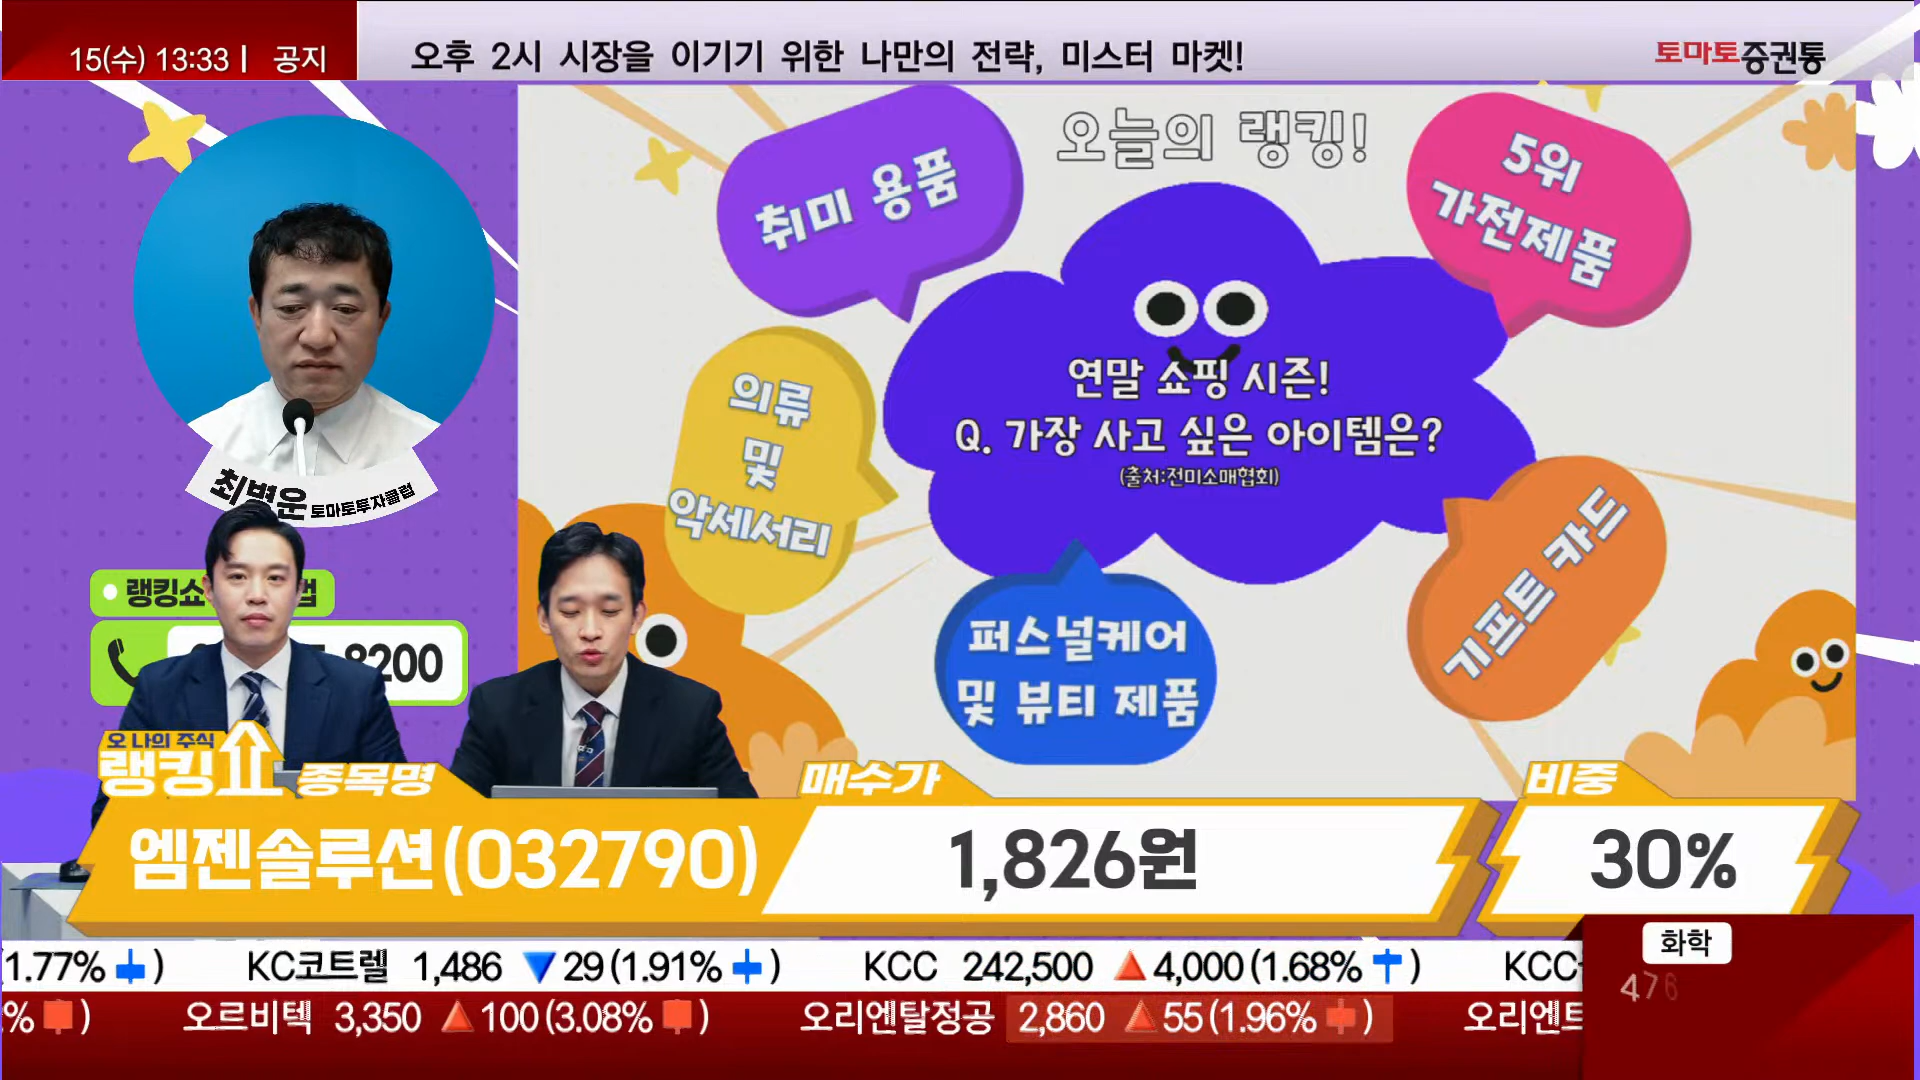 15(수) 13:33 | 공지
오후 2시 시장을 이기기 위한 나만의 전략, 미스터 마켓!
토마토증권통
오늘의 랭킹!
취미 용품
5위
가전제품
의류
및
악세서리
연말 쇼핑 시즌!
Q. 가장 사고 싶은 아이템은?
(출처:전미소매협회)
기프트 카드
퍼스널케어
및 뷰티 제품
최병운 토마토투자클럽
랭킹쇼
8200
오 나의 주식
랭킹쇼
종목명
매수가
비중
엠젠솔루션(032790)
1,826원
30%
1.77% )
KC코트렐 1,486 ▼29(1.91% )
KCC 242,500 ▲4,000(1.68% )
KCC
화학
476
% )
오르비텍 3,350 ▲100(3.08% )
오리엔탈정공 2,860 ▲55(1.96% )
오리엔트